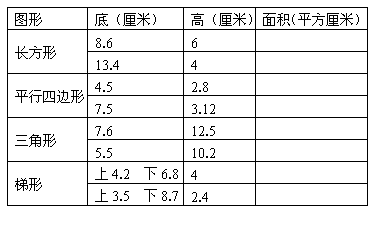 图形 底（厘米） 高（厘米） 面积（平方厘米）
长方形 8.6 6
13.4 4
平行四边形 4.5 2.8
7.5 3.12
三角形 7.6 12.5
5.5 10.2
梯形 上 4.2 下 6.8 4
上 3.5 下 8.7 2.4